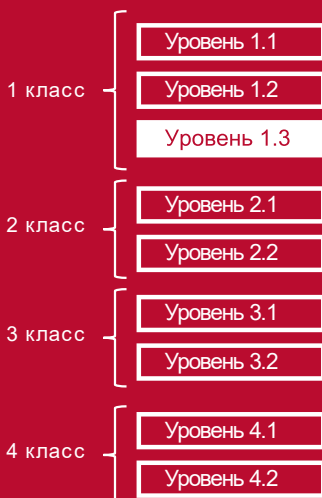 Уровень 1.1
1 класс
Уровень 1.2
Уровень 1.3
Уровень 2.1
2 класс
Уровень 2.2
Уровень 3.1
3 класс
Уровень 3.2
Уровень 4.1
4 класс
Уровень 4.2